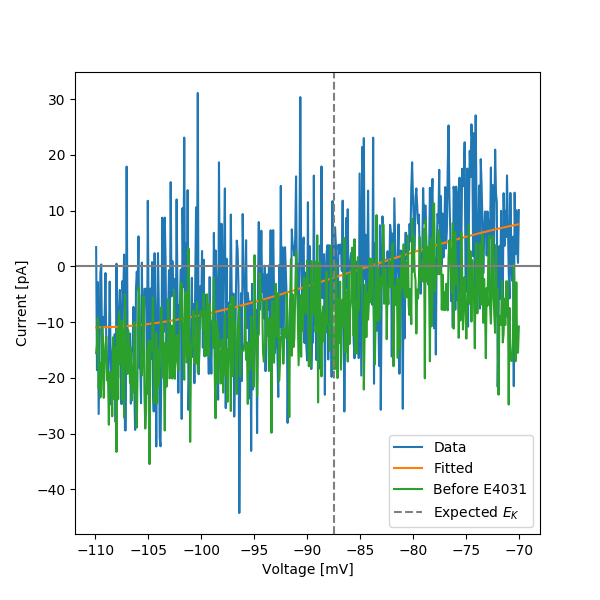 30
20
10
0
−10
−20
−30
−40
Current [pA]
−110 −105 −100 −95 −90 −85 −80 −75 −70
Voltage [mV]
Data
Fitted
Before E4031
Expected E_K